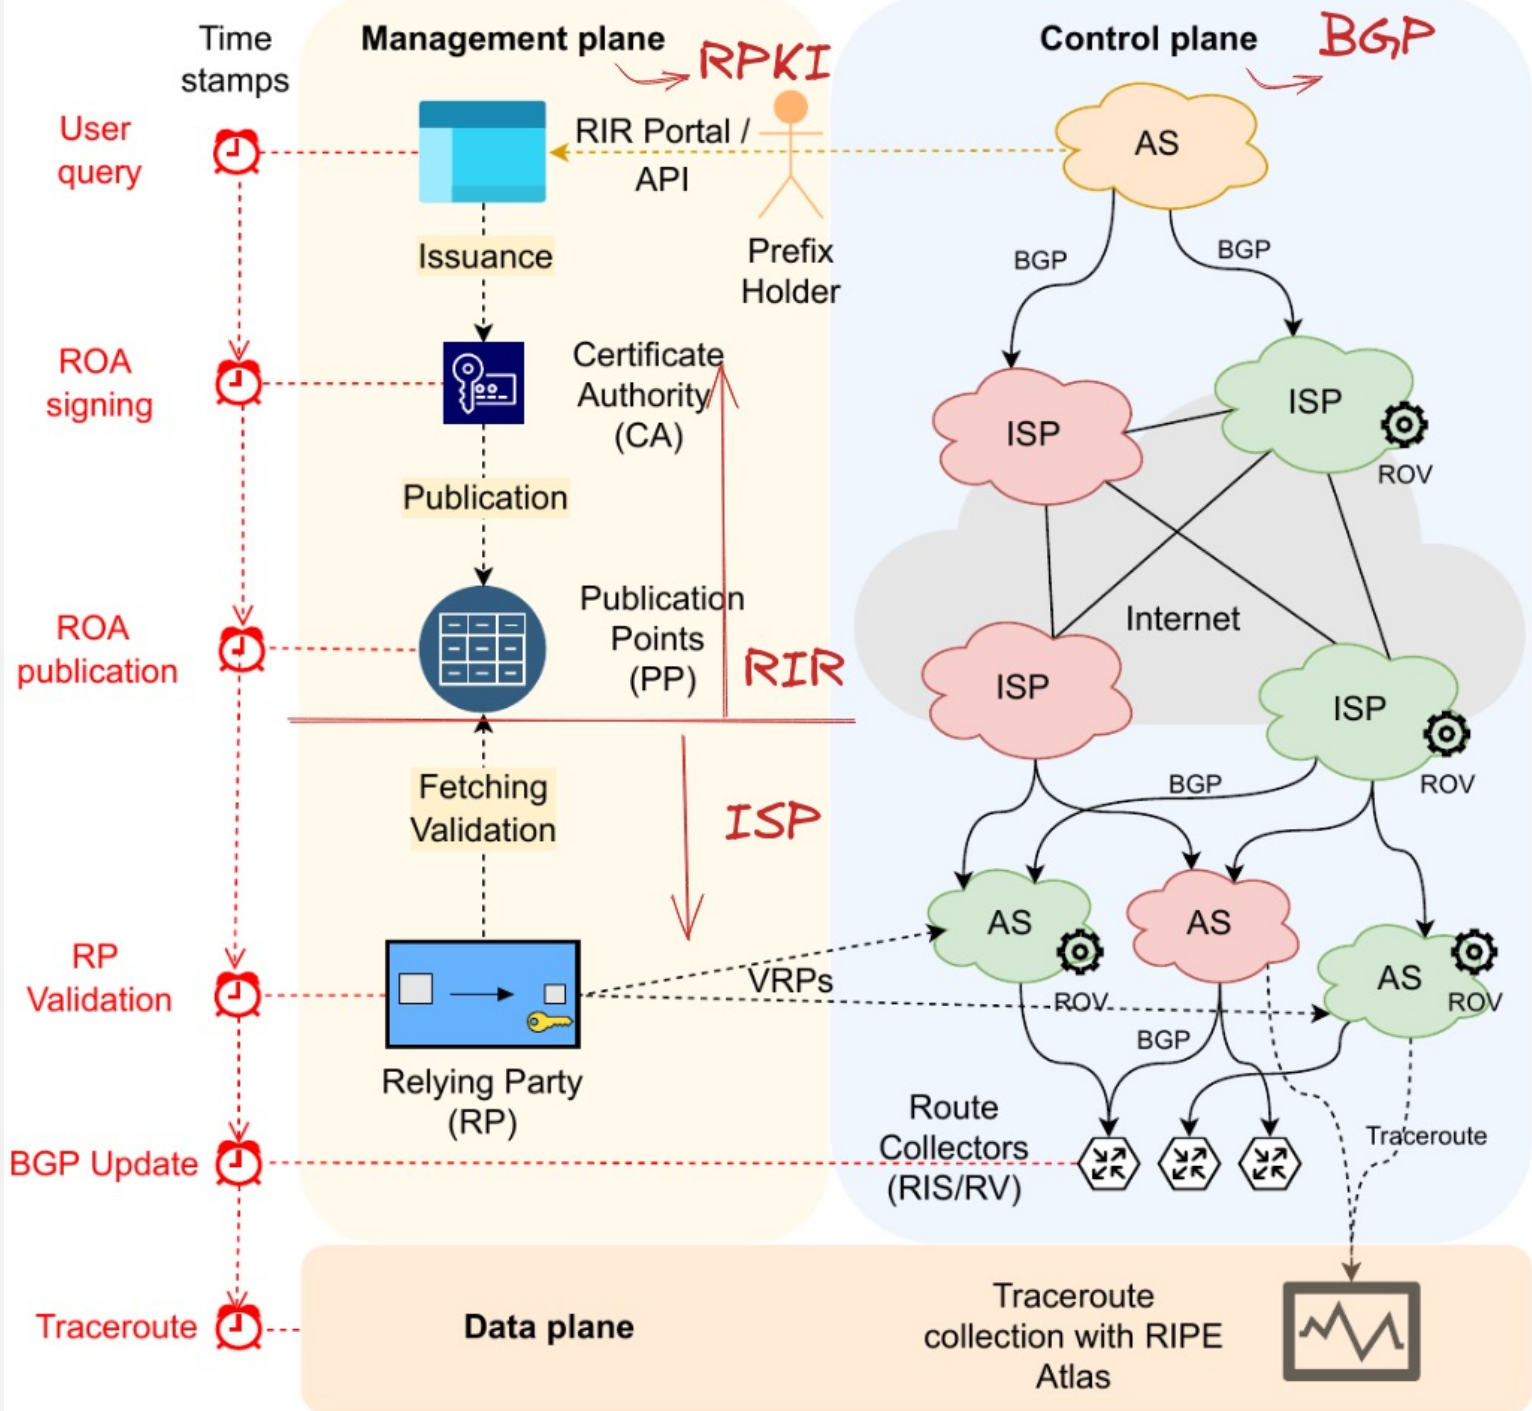 Time
stamps
Management plane
RPKI
Control plane
BGP
User
query
RIR Portal /
API
AS
Issuance
Prefix
Holder
BGP
BGP
ROA
signing
Certificate
Authority
(CA)
ISP
ISP
ROV
Publication
ROA
publication
Publication
Points
(PP)
RIR
Internet
ISP
ISP
ROV
Fetching
Validation
ISP
BGP
AS
ROV
AS
AS
ROV
RP
Validation
VRPs
BGP
Relying Party
(RP)
BGP Update
Route
Collectors
(RIS/RV)
Traceroute
Traceroute
Data plane
Traceroute
collection with RIPE
Atlas